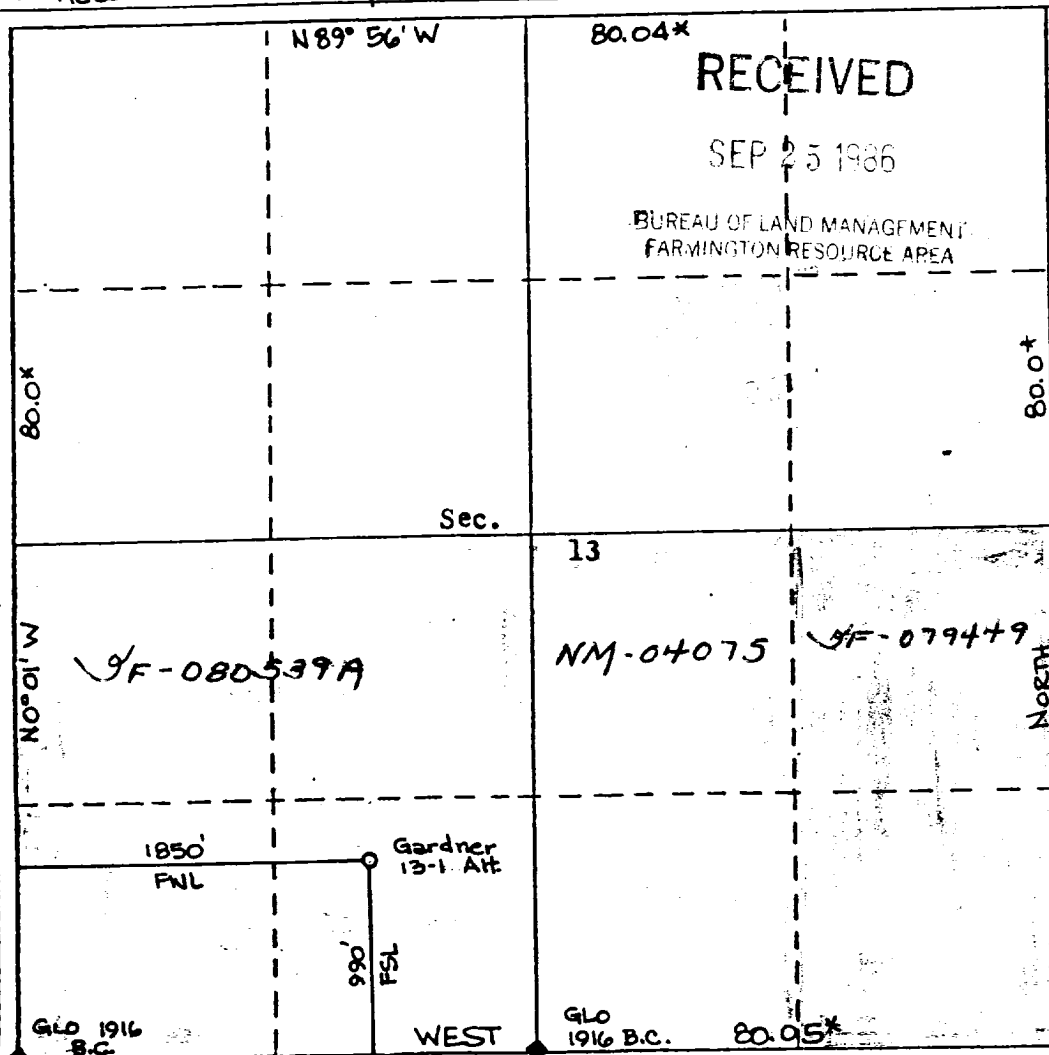 N 89° 56' W
80.04*
RECEIVED
SEP 25 1986
BUREAU OF LAND MANAGEMENT
FARMINGTON RESOURCE AREA
80.0*
80.0*
Sec.
13
N0°01'W
SF-080539A
NM-04075
SF-079449
NORTH
1850'
FNL
Gardner
13-1 Alt.
990'
FSL
GLO 1916
B.C.
WEST
GLO
1916 B.C.
80.05*